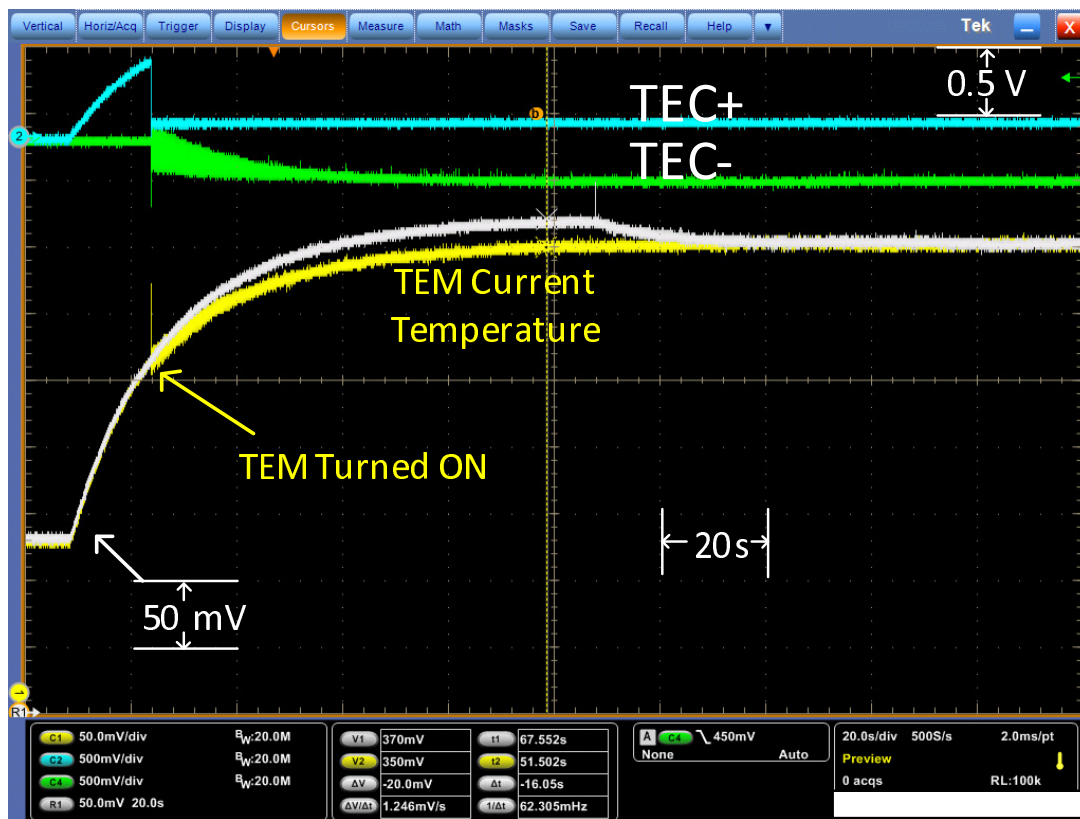 Vertical Horiz/Acq Trigger Display Cursors Measure Math Masks Save Recall Help Tek X
0.5 V
b
TEC+
2
TEC-
TEM Current
Temperature
TEM Turned ON
20s
50 mV
1
R1
C1 50.0mV/div BW:20.0M
C2 500mV/div BW:20.0M
C4 500mV/div BW:20.0M
R1 50.0mV 20.0s
V1 370mV t1 67.552s
V2 350mV t2 51.502s
ΔV -20.0mV Δt -16.05s
ΔV/Δt 1.246mV/s 1/Δt 62.305mHz
A C4 450mV
None Auto
20.0s/div 500S/s 2.0ms/pt
Preview
0 acqs RL:100k